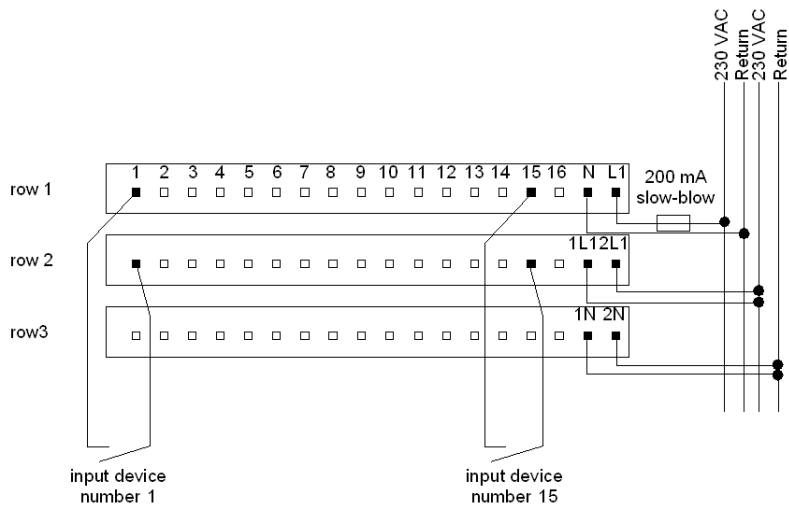 230 VAC
Return
230 VAC
Return
1 2 3 4 5 6 7 8 9 10 11 12 13 14 15 16 N L1
row 1
200 mA
slow-blow
1L12L1
row 2
1N 2N
row3
input device
number 1
input device
number 15